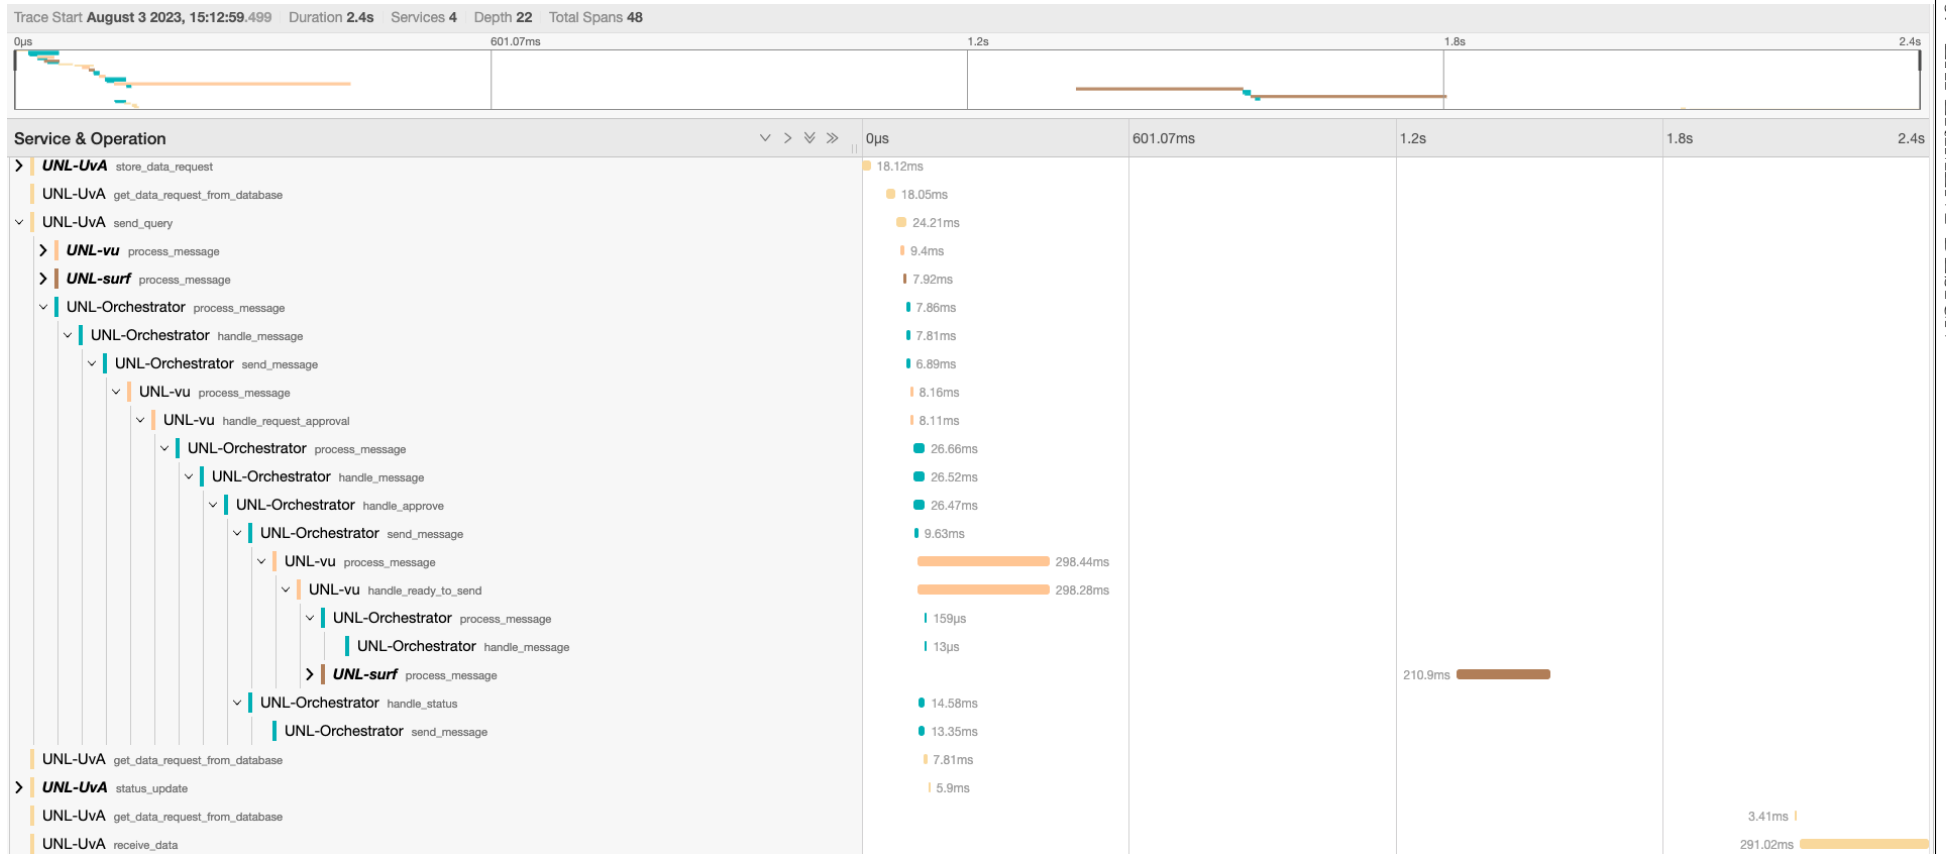 Trace Start August 3 2023, 15:12:59.499 Duration 2.4s Services 4 Depth 22 Total Spans 48
0μs 601.07ms 1.2s 1.8s 2.4s
Service & Operation 0μs 601.07ms 1.2s 1.8s 2.4s
UNL-UvA store_data_request 18.12ms
UNL-UvA get_data_request_from_database 18.05ms
UNL-UvA send_query 24.21ms
UNL-vu process_message 9.4ms
UNL-surf process_message 7.92ms
UNL-Orchestrator process_message 7.86ms
UNL-Orchestrator handle_message 7.81ms
UNL-Orchestrator send_message 6.89ms
UNL-vu process_message 8.16ms
UNL-vu handle_request_approval 8.11ms
UNL-Orchestrator process_message 26.66ms
UNL-Orchestrator handle_message 26.52ms
UNL-Orchestrator handle_approve 26.47ms
UNL-Orchestrator send_message 9.63ms
UNL-vu process_message 298.44ms
UNL-vu handle_ready_to_send 298.28ms
UNL-Orchestrator process_message 159μs
UNL-Orchestrator handle_message 13μs
UNL-surf process_message 210.9ms
UNL-Orchestrator handle_status 14.58ms
UNL-Orchestrator send_message 13.35ms
UNL-UvA get_data_request_from_database 7.81ms
UNL-UvA status_update 5.9ms
UNL-UvA get_data_request_from_database 3.41ms
UNL-UvA receive_data 291.02ms